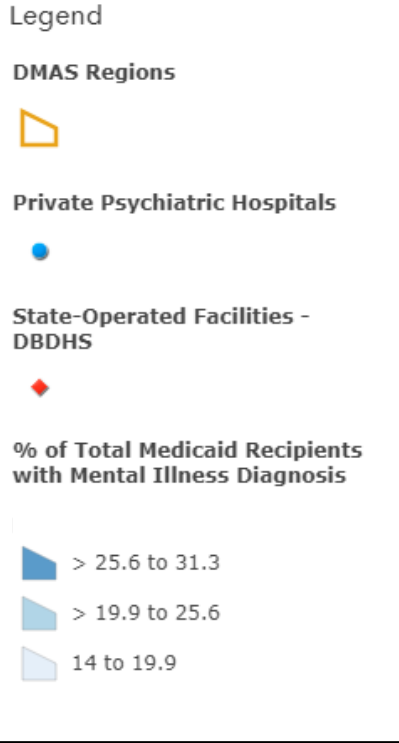 Legend
DMAS Regions
Private Psychiatric Hospitals
State-Operated Facilities -
DBDHS
% of Total Medicaid Recipients
with Mental Illness Diagnosis
> 25.6 to 31.3
> 19.9 to 25.6
14 to 19.9